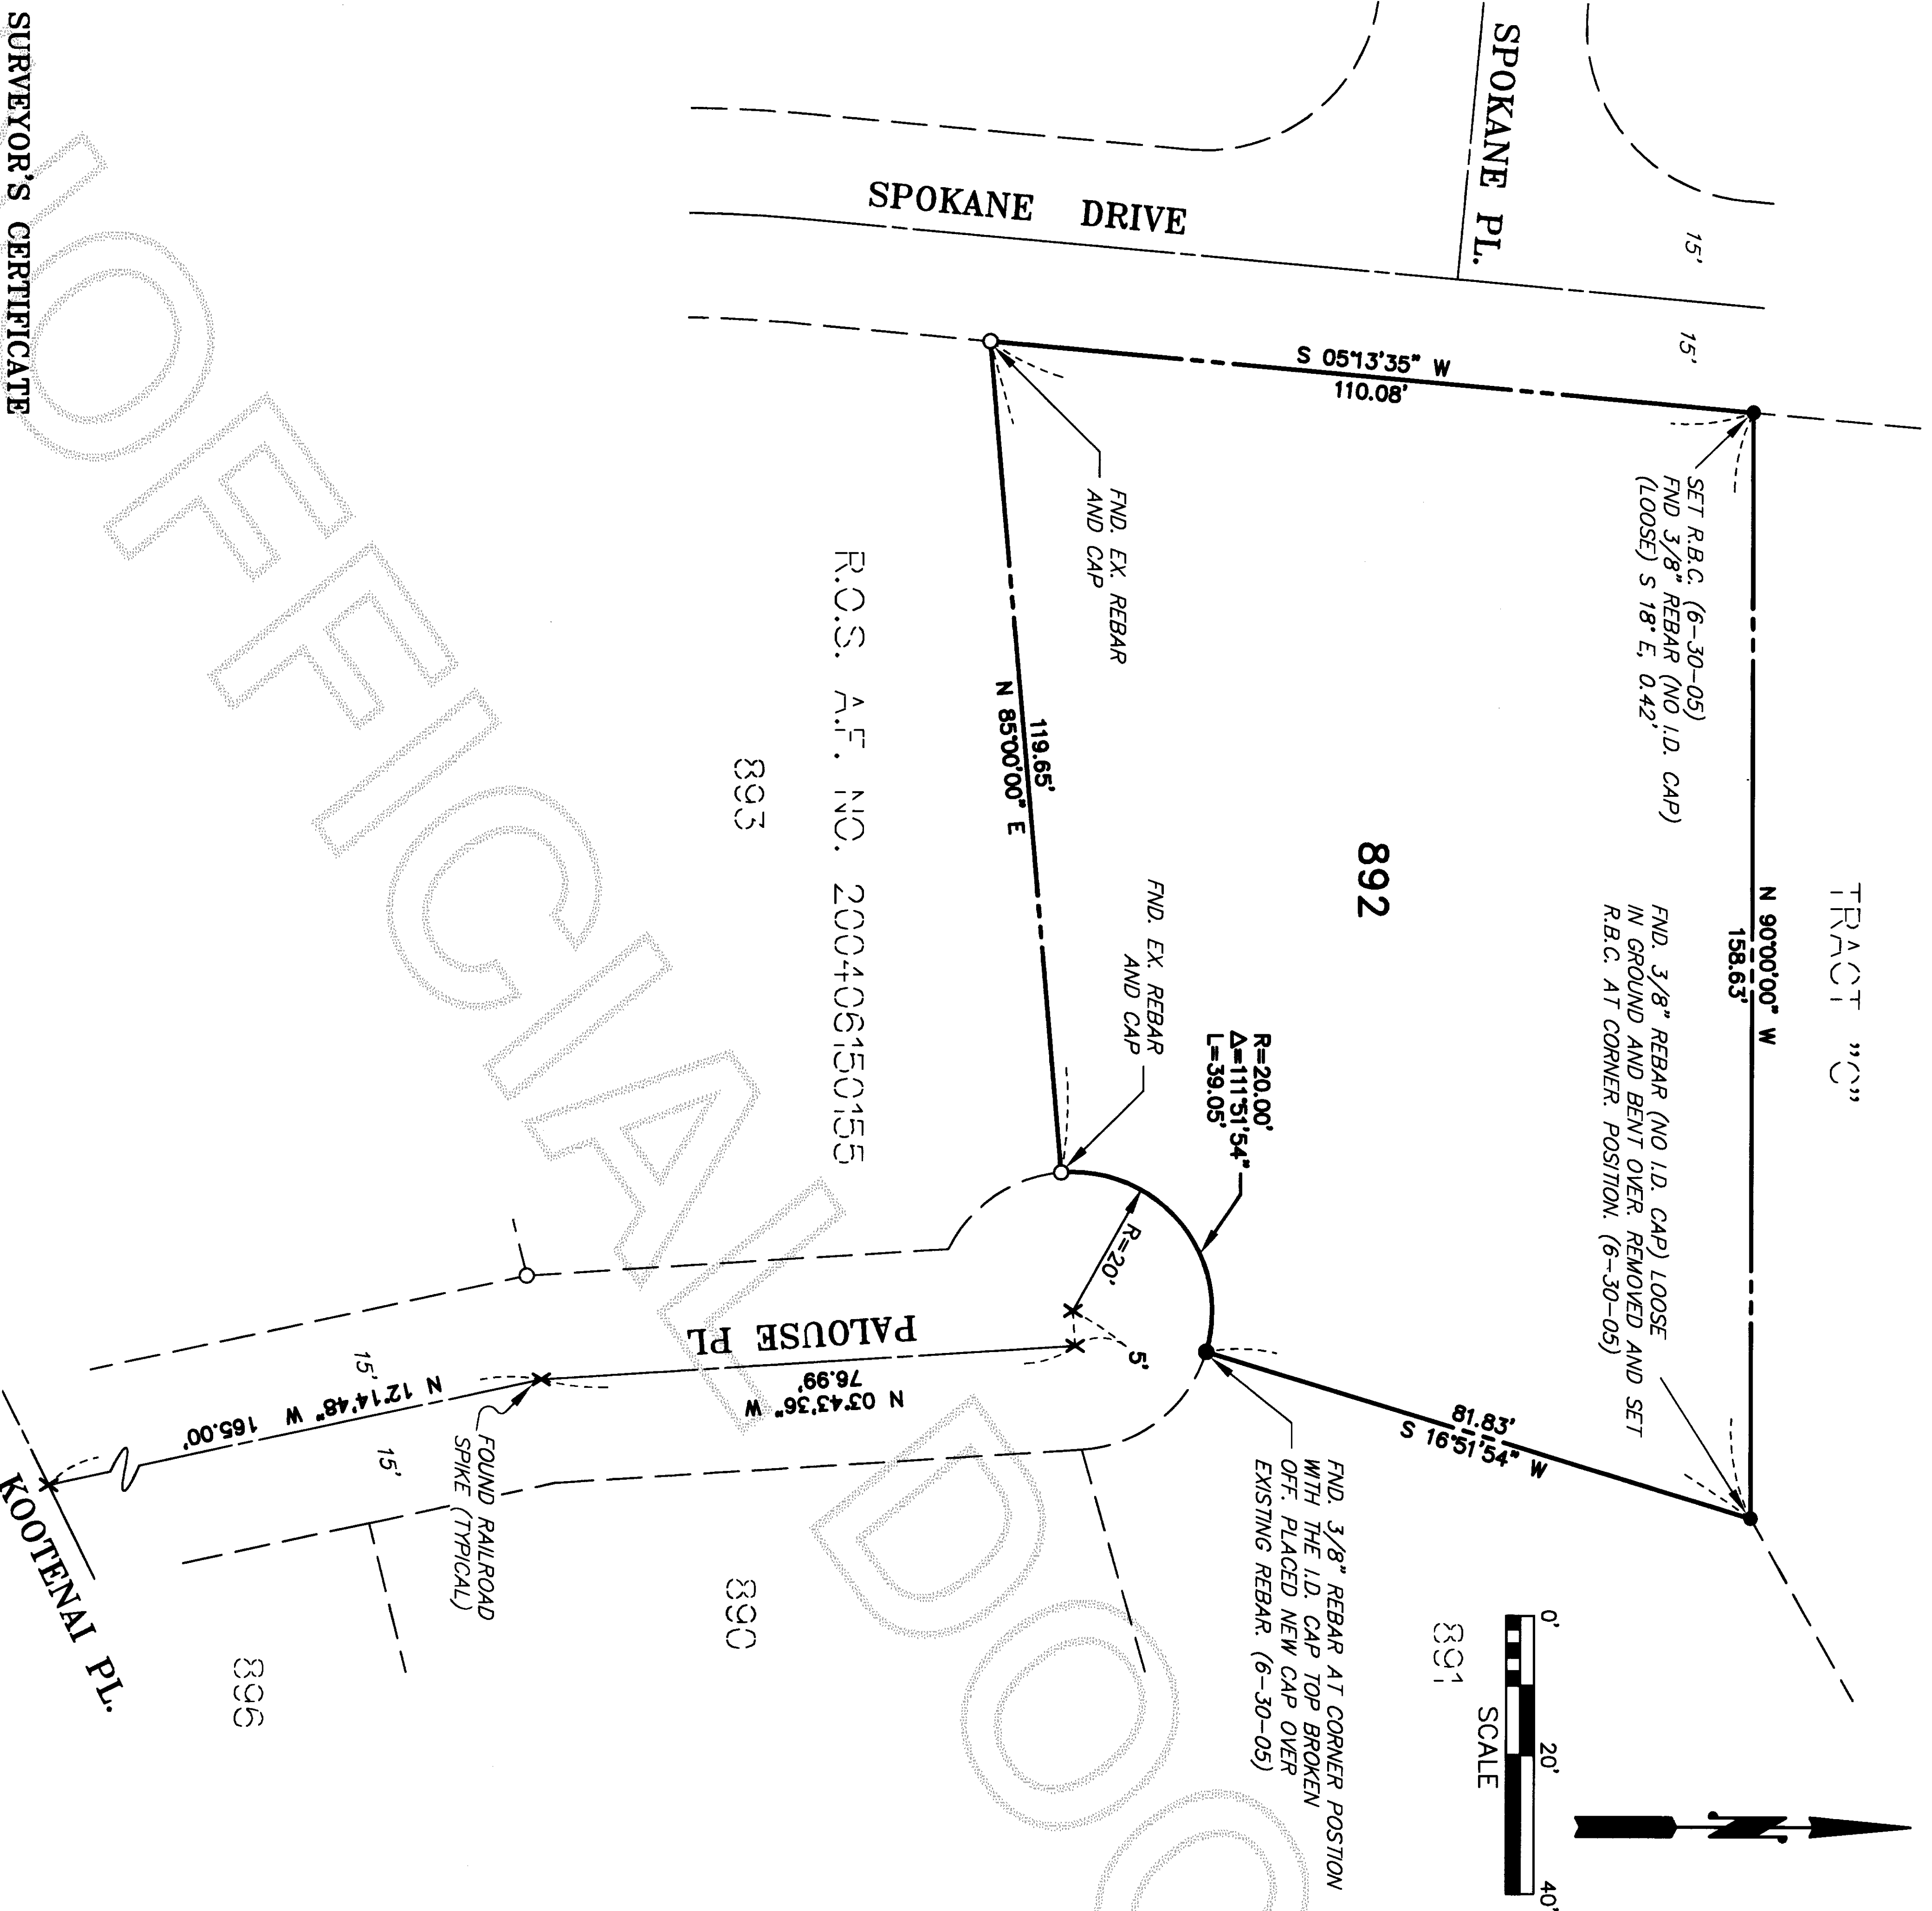 TRACT "C"
N 90°00'00" W
158.63'
SET R.B.C. (6-30-05)
FND 3/8" REBAR (NO I.D. CAP)
(LOOSE) S 18° E, 0.42'
FND. 3/8" REBAR (NO I.D. CAP) LOOSE
IN GROUND AND BENT OVER. REMOVED AND SET
R.B.C. AT CORNER. POSITION. (6-30-05)
15'
15'
SPOKANE PL.
SPOKANE DRIVE
S 05°13'35" W
110.08'
892
81.83'
S 16°51'54" W
0'
20'
40'
SCALE
891
FND. 3/8" REBAR AT CORNER POSTION
WITH THE I.D. CAP TOP BROKEN
OFF. PLACED NEW CAP OVER
EXISTING REBAR. (6-30-05)
R=20.00'
Δ=111°51'54"
L=39.05'
FND. EX. REBAR
AND CAP
FND. EX. REBAR
AND CAP
R=20'
5'
119.65'
N 85°00'00" E
R.O.S. A.F. NO. 200406150155
893
890
PALOUSE PL
N 03°43'36" W
76.99'
FOUND RAILROAD
SPIKE (TYPICAL)
15'
15'
N 12°14'48" W 165.00'
896
KOOTENAI PL.
SURVEYOR'S CERTIFICATE
OFFICIAL DOC